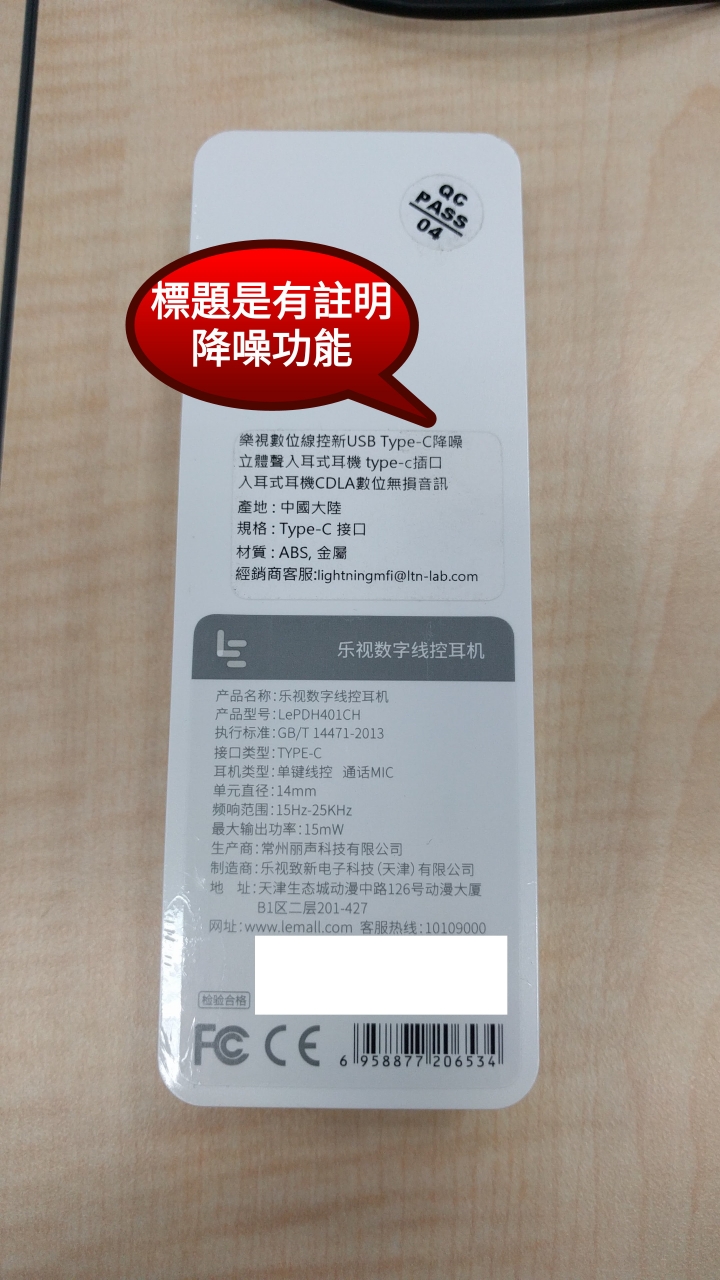 QC
PASS
04
標題是有註明
降噪功能
樂視數位線控新USB Type-C降噪
立體聲入耳式耳機 type-c插口
入耳式耳機CDLA數位無損音訊
產地 : 中國大陸
規格 : Type-C 接口
材質 : ABS, 金屬
經銷商客服:lightningmfi@ltn-lab.com
乐视数字线控耳机
产品名称:乐视数字线控耳机
产品型号:LePDH401CH
执行标准:GB/T 14471-2013
接口类型:TYPE-C
耳机类型:单键线控 通话MIC
单元直径:14mm
频响范围:15Hz-25KHz
最大输出功率:15mW
生产商:常州丽声科技有限公司
制造商:乐视致新电子科技(天津)有限公司
地 址:天津生态城动漫中路126号动漫大厦
B1区二层201-427
网址:www.lemall.com 客服热线:10109000
检验合格
FC CE
6 958877 206534